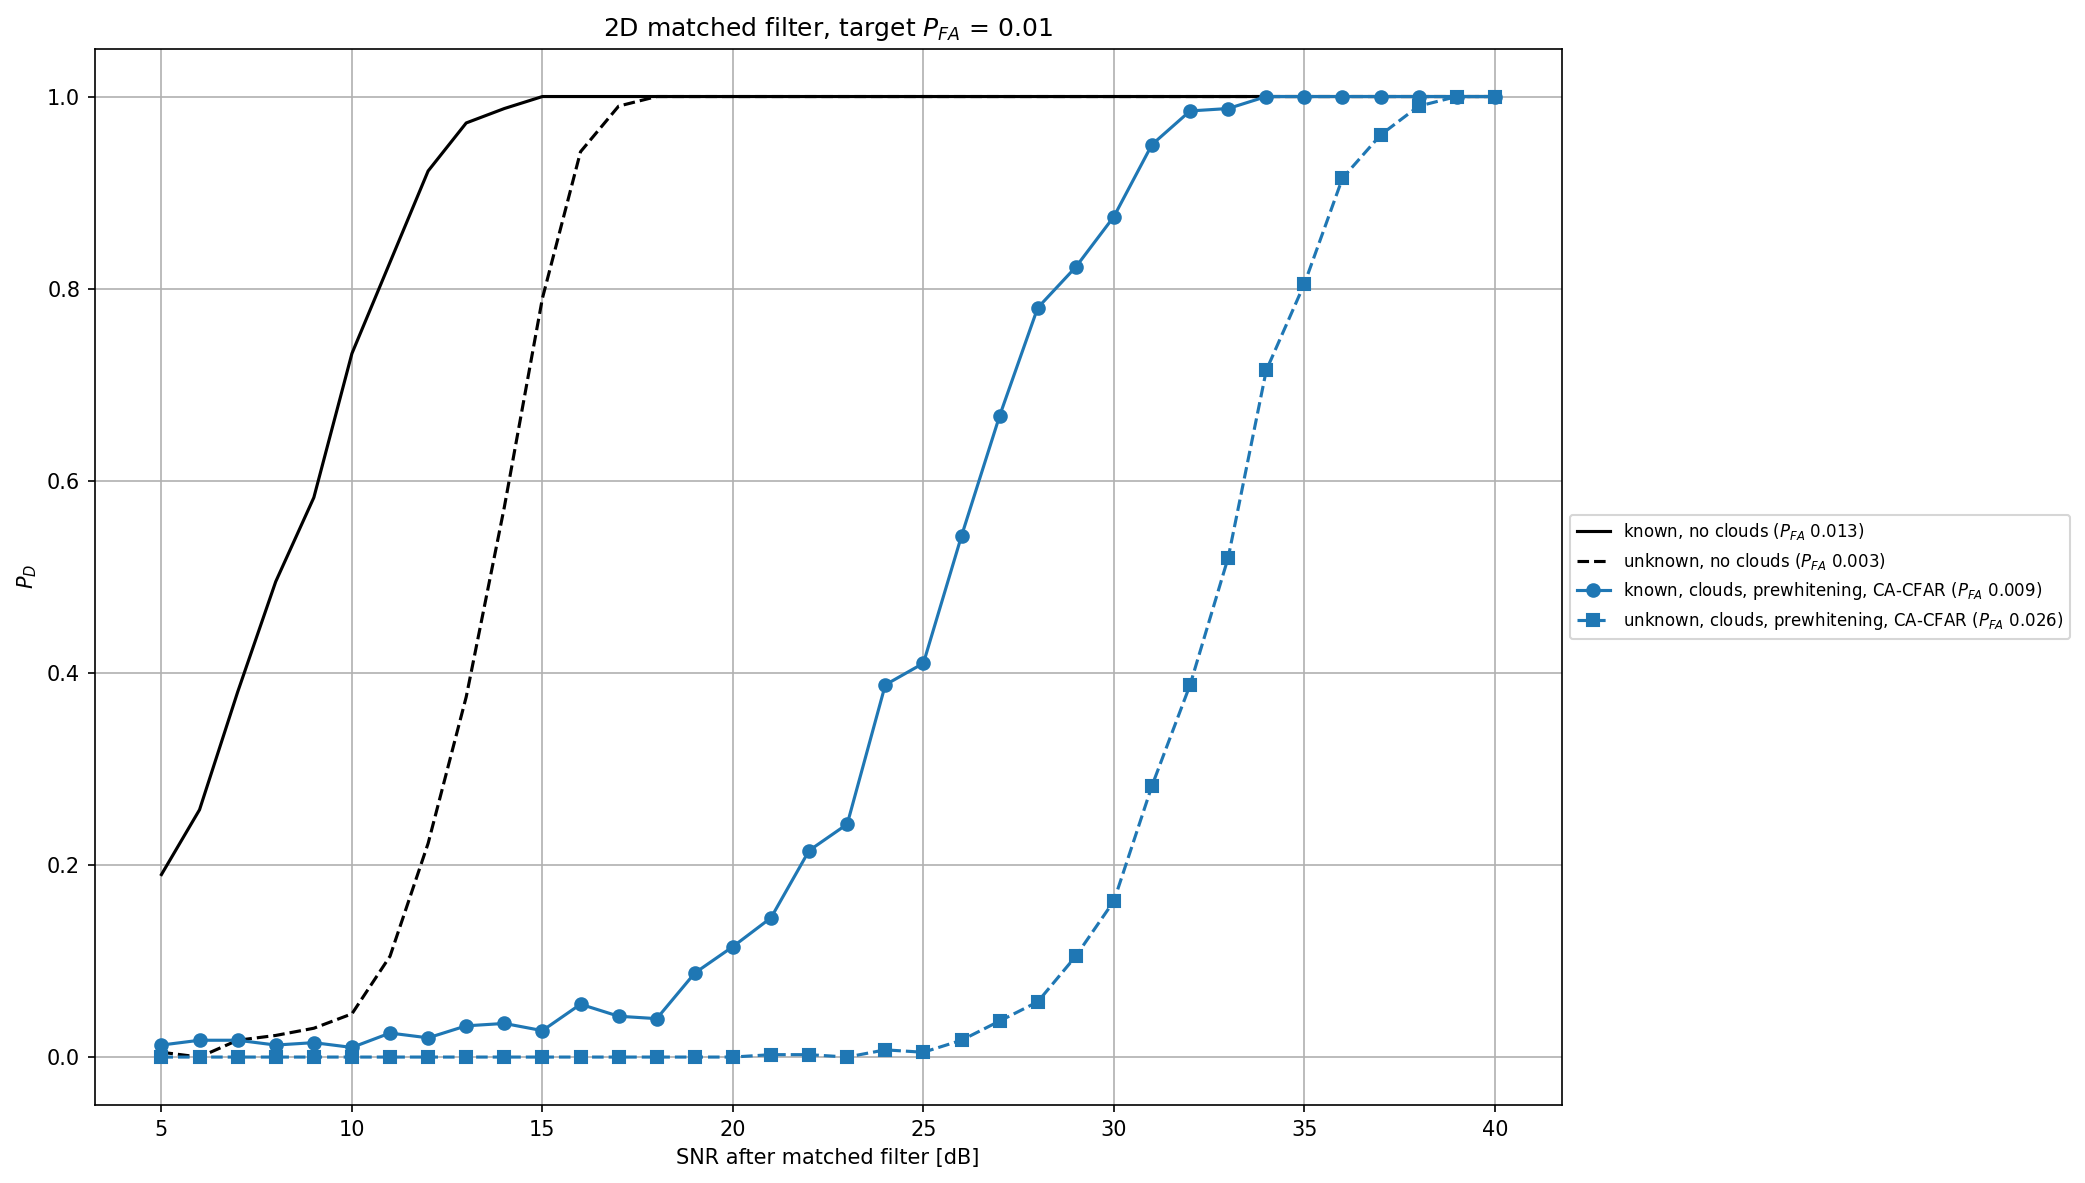 2D matched filter, target P_FA = 0.01
1.0
0.8
0.6
0.4
0.2
0.0
P_D
5 10 15 20 25 30 35 40
SNR after matched filter [dB]
known, no clouds (P_FA 0.013)
unknown, no clouds (P_FA 0.003)
known, clouds, prewhitening, CA-CFAR (P_FA 0.009)
unknown, clouds, prewhitening, CA-CFAR (P_FA 0.026)